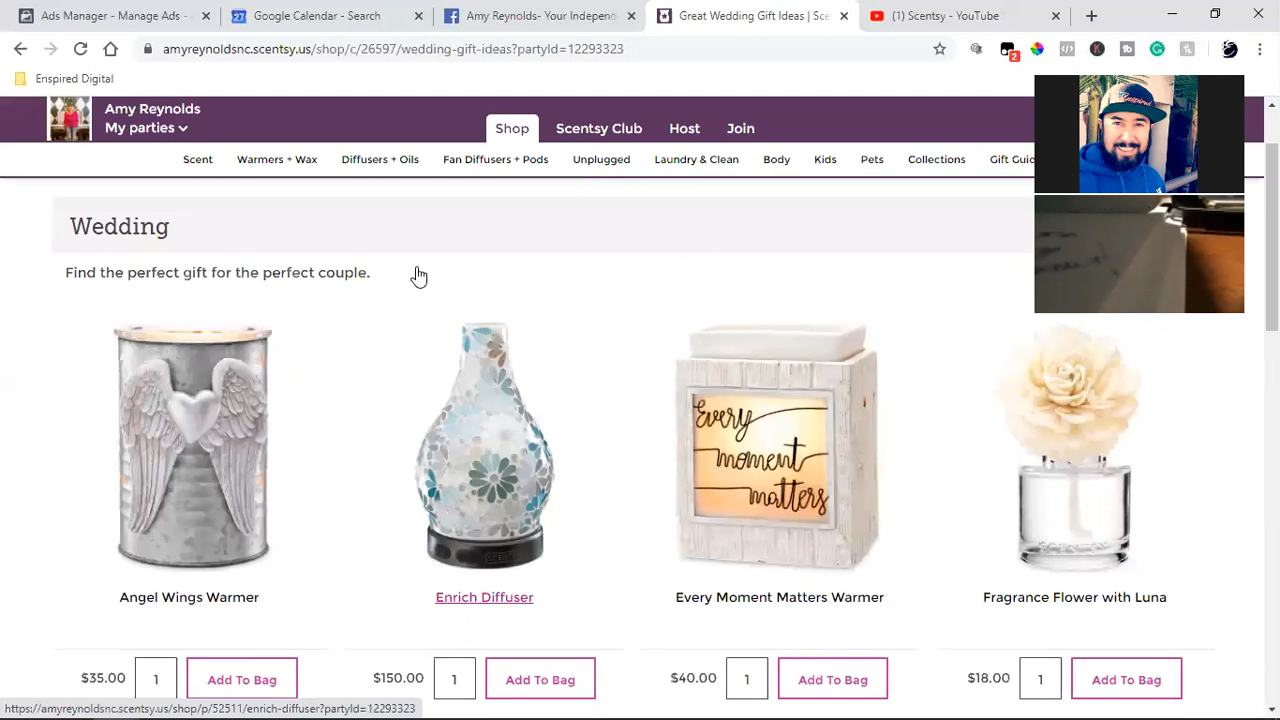 Ads Manager - Manage Ads -
Google Calendar - Search
Amy Reynolds- Your Indepen
Great Wedding Gift Ideas | Sce
(1) Scentsy - YouTube
amyreynoldsnc.scentsy.us/shop/c/26597/wedding-gift-ideas?partyId=12293323
2
Enspired Digital
Amy Reynolds
My parties
Shop
Scentsy Club
Host
Join
Scent
Warmers + Wax
Diffusers + Oils
Fan Diffusers + Pods
Unplugged
Laundry & Clean
Body
Kids
Pets
Collections
Gift Gui
Wedding
Find the perfect gift for the perfect couple.
Every
moment
matters
Angel Wings Warmer
Enrich Diffuser
Every Moment Matters Warmer
Fragrance Flower with Luna
$35.00 1 Add To Bag
$150.00 1 Add To Bag
$40.00 1 Add To Bag
$18.00 1 Add To Bag
https://amyreynoldsnc.scentsy.us/shop/p/52511/enrich-diffuser?partyId=12293323